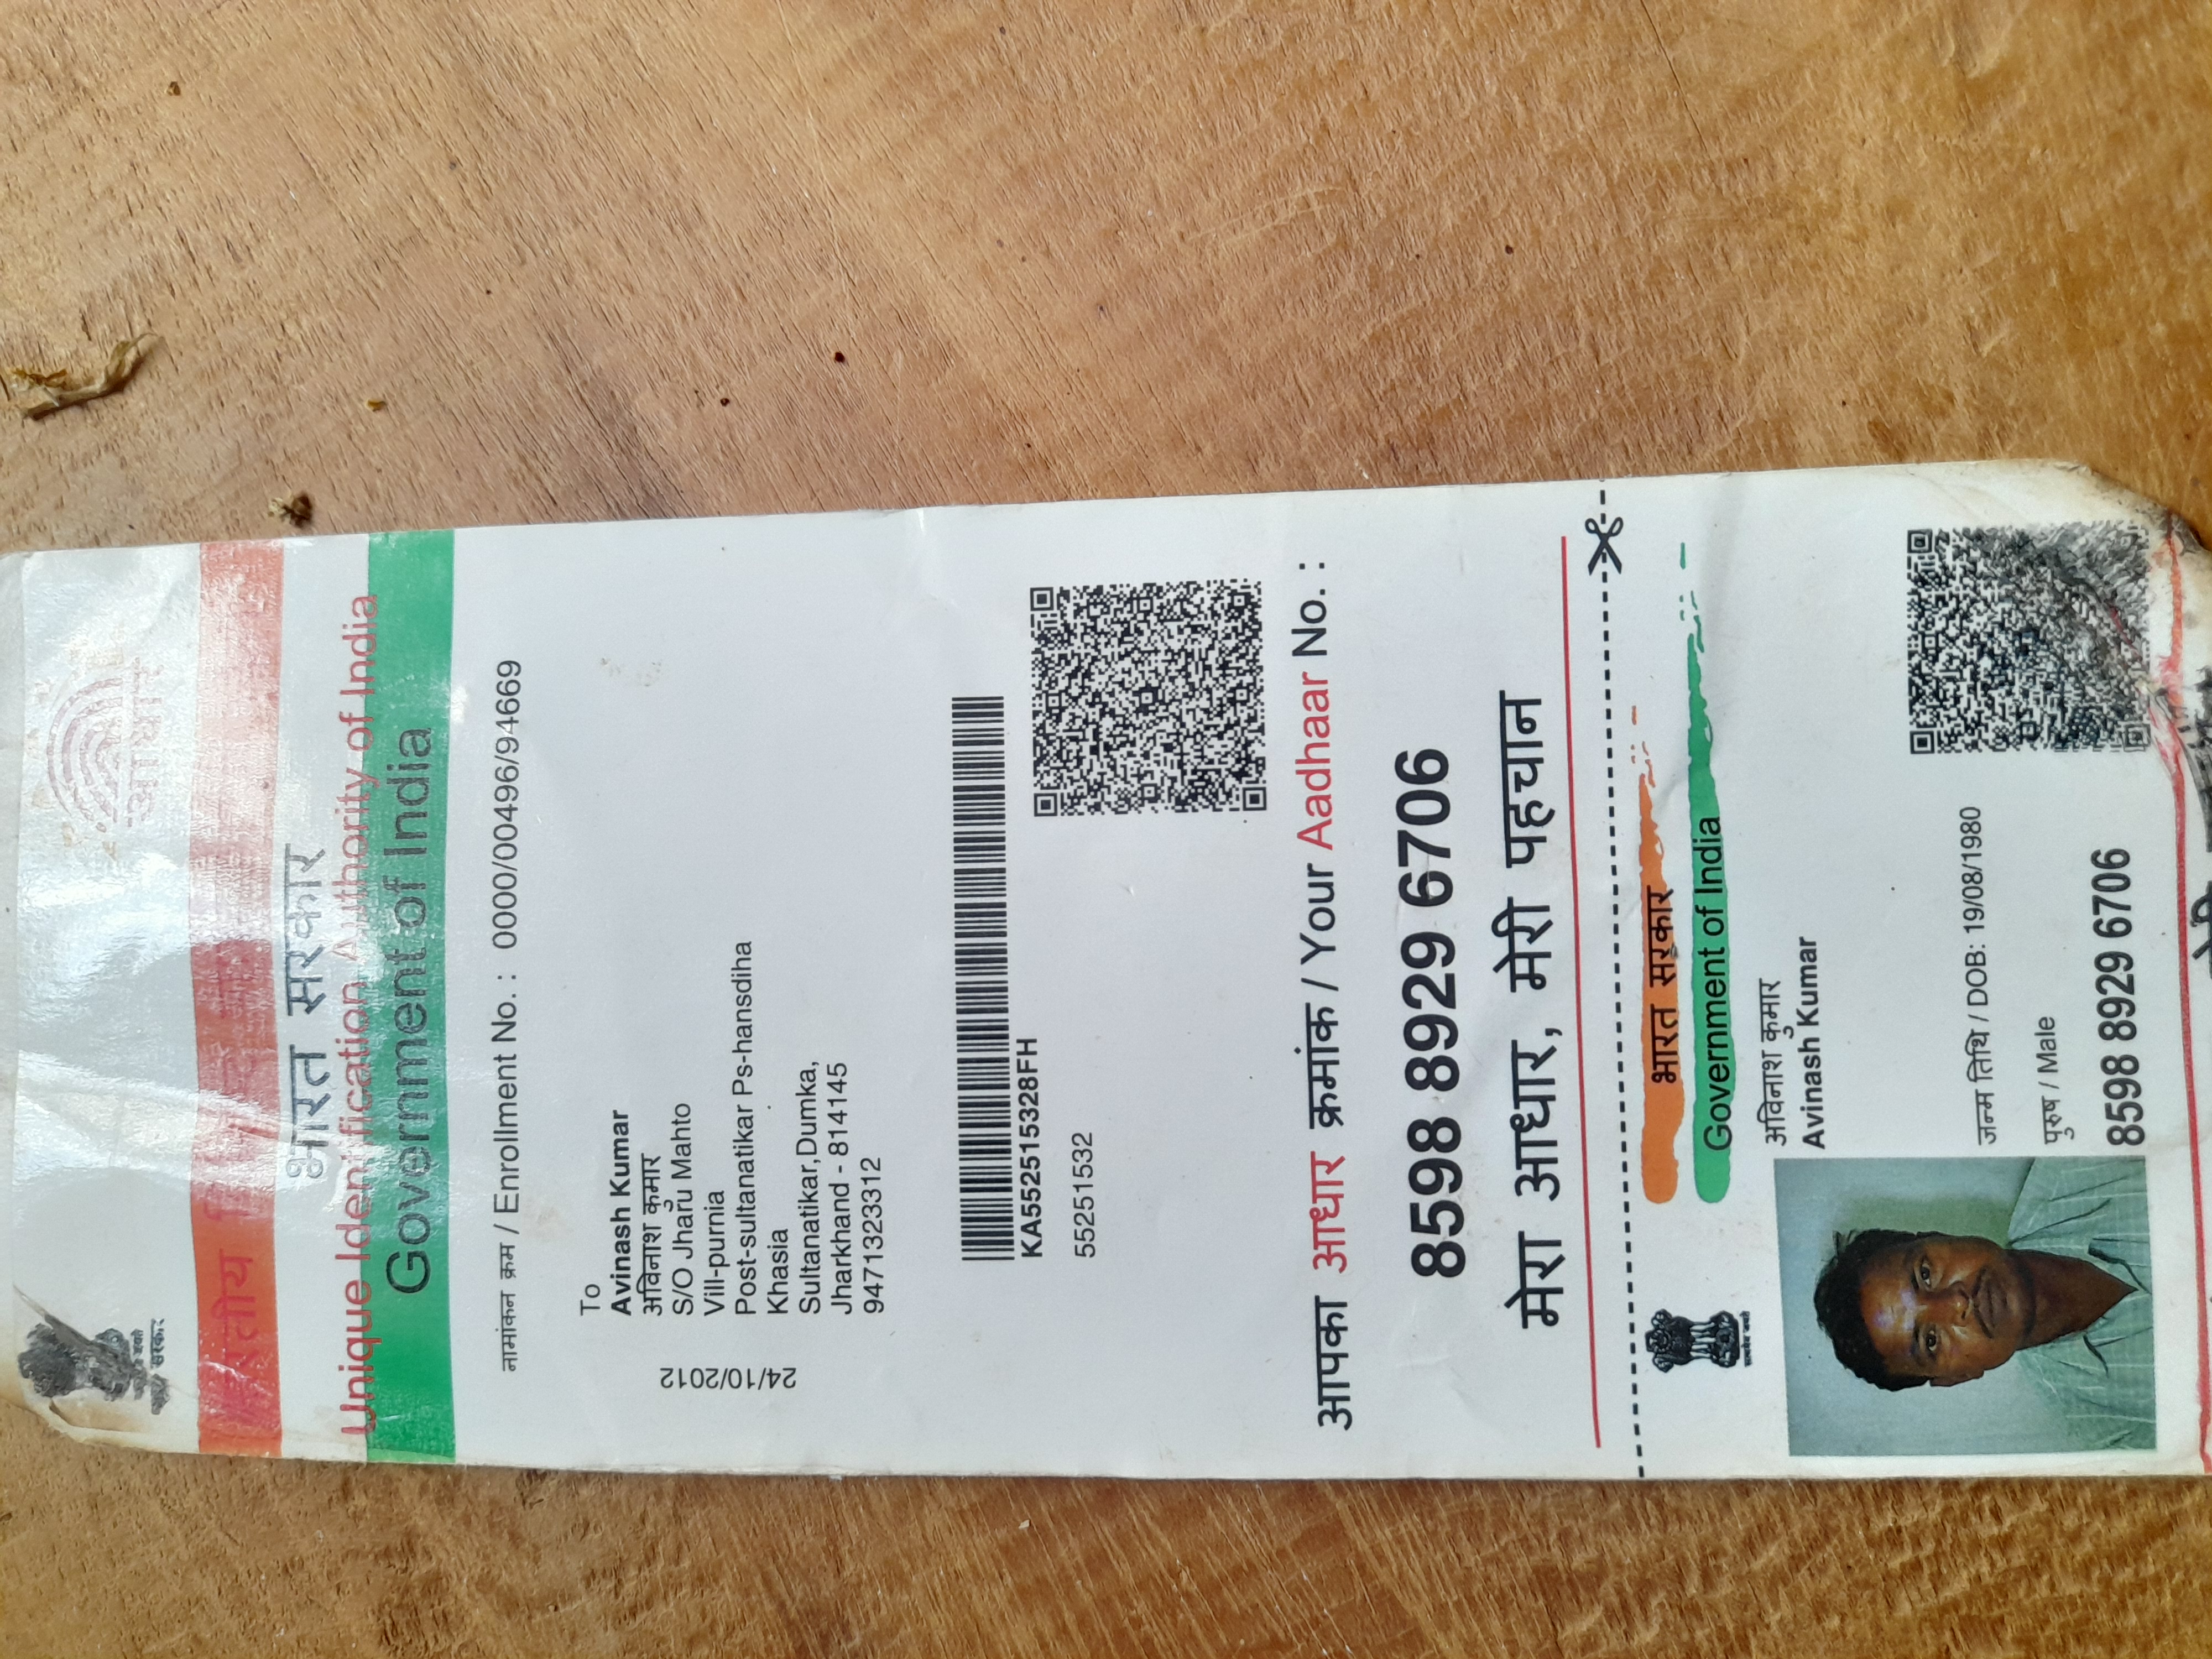 आधार
भारत सरकार
Unique Identification Authority of India
Government of India
नामांकन क्रम / Enrollment No. : 0000/00496/94669
24/10/2012
To
Avinash Kumar
अविनाश कुमार
S/O Jharu Mahto
Vill-purnia
Post-sultanatikar Ps-hansdiha
Khasia
Sultanatikar,Dumka,
Jharkhand - 814145
9471323312
KA552515328FH
55251532
आपका आधार क्रमांक / Your Aadhaar No. :
8598 8929 6706
मेरा आधार, मेरी पहचान
भारत सरकार
Government of India
अविनाश कुमार
Avinash Kumar
जन्म तिथि / DOB: 19/08/1980
पुरुष / Male
8598 8929 6706